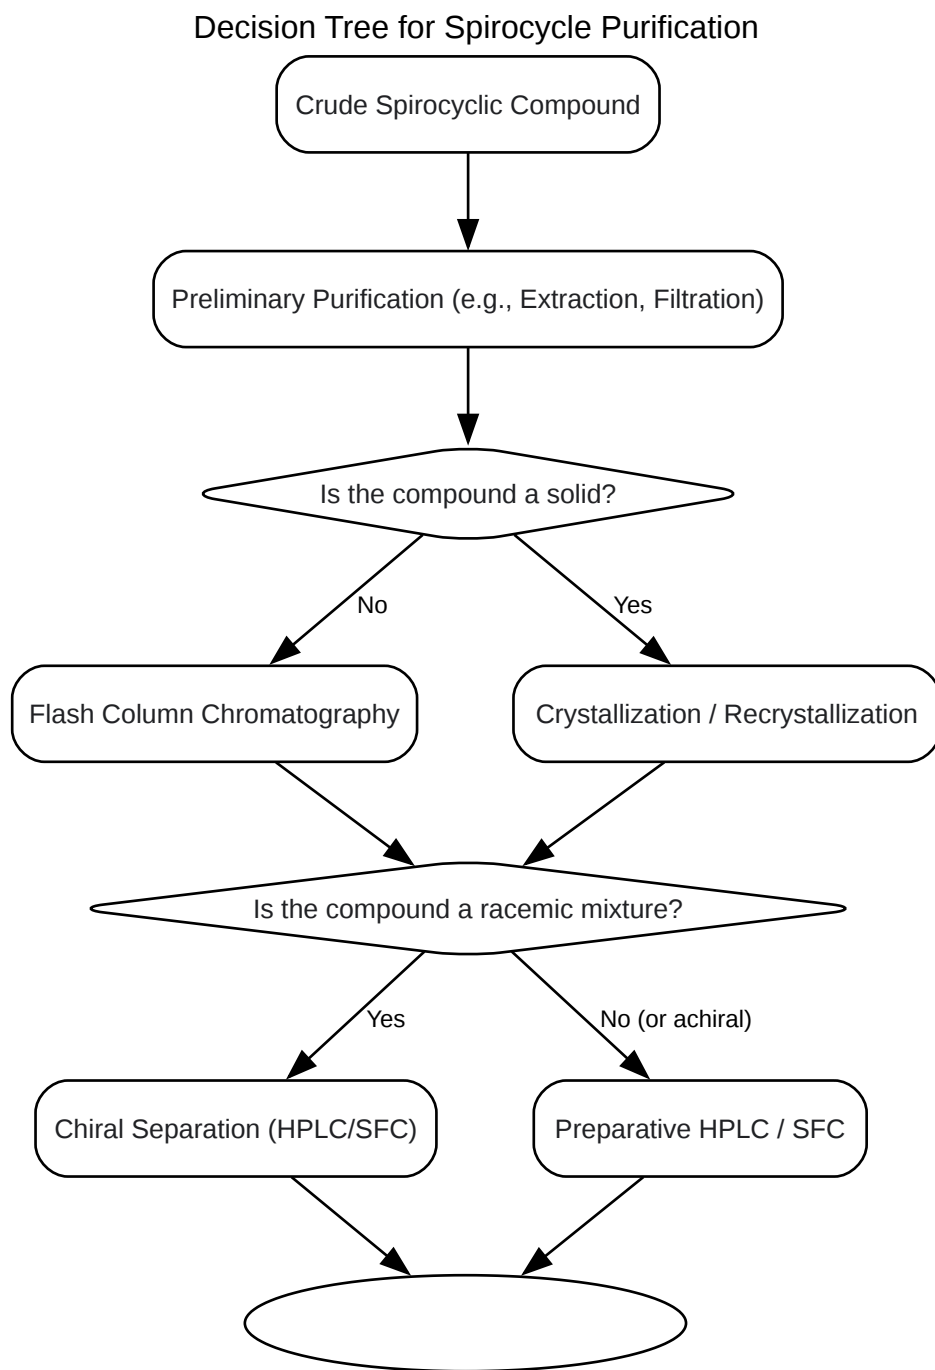 Decision Tree for Spirocycle Purification
Crude Spirocyclic Compound
Preliminary Purification (e.g., Extraction, Filtration)
Is the compound a solid?
No
Yes
Flash Column Chromatography
Crystallization / Recrystallization
Is the compound a racemic mixture?
Yes
No (or achiral)
Chiral Separation (HPLC/SFC)
Preparative HPLC / SFC